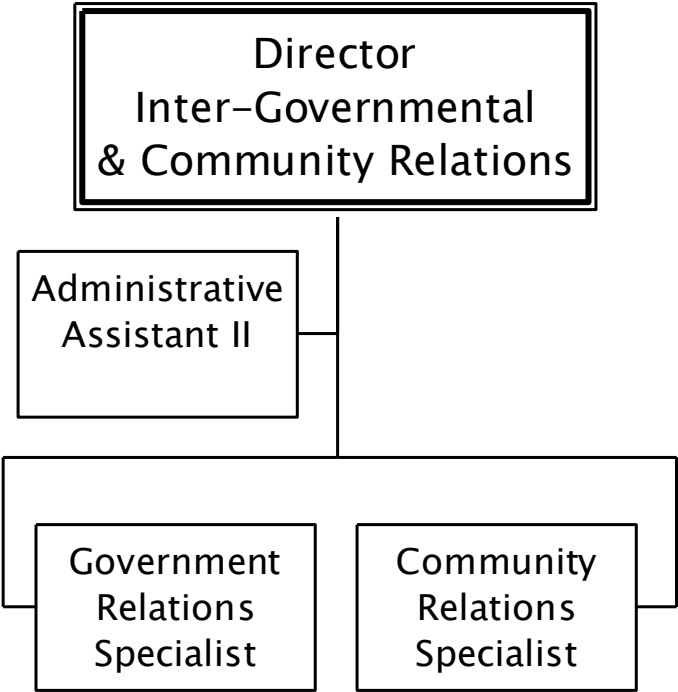 Director
Inter-Governmental
& Community Relations
Administrative
Assistant II
Government
Relations
Specialist
Community
Relations
Specialist